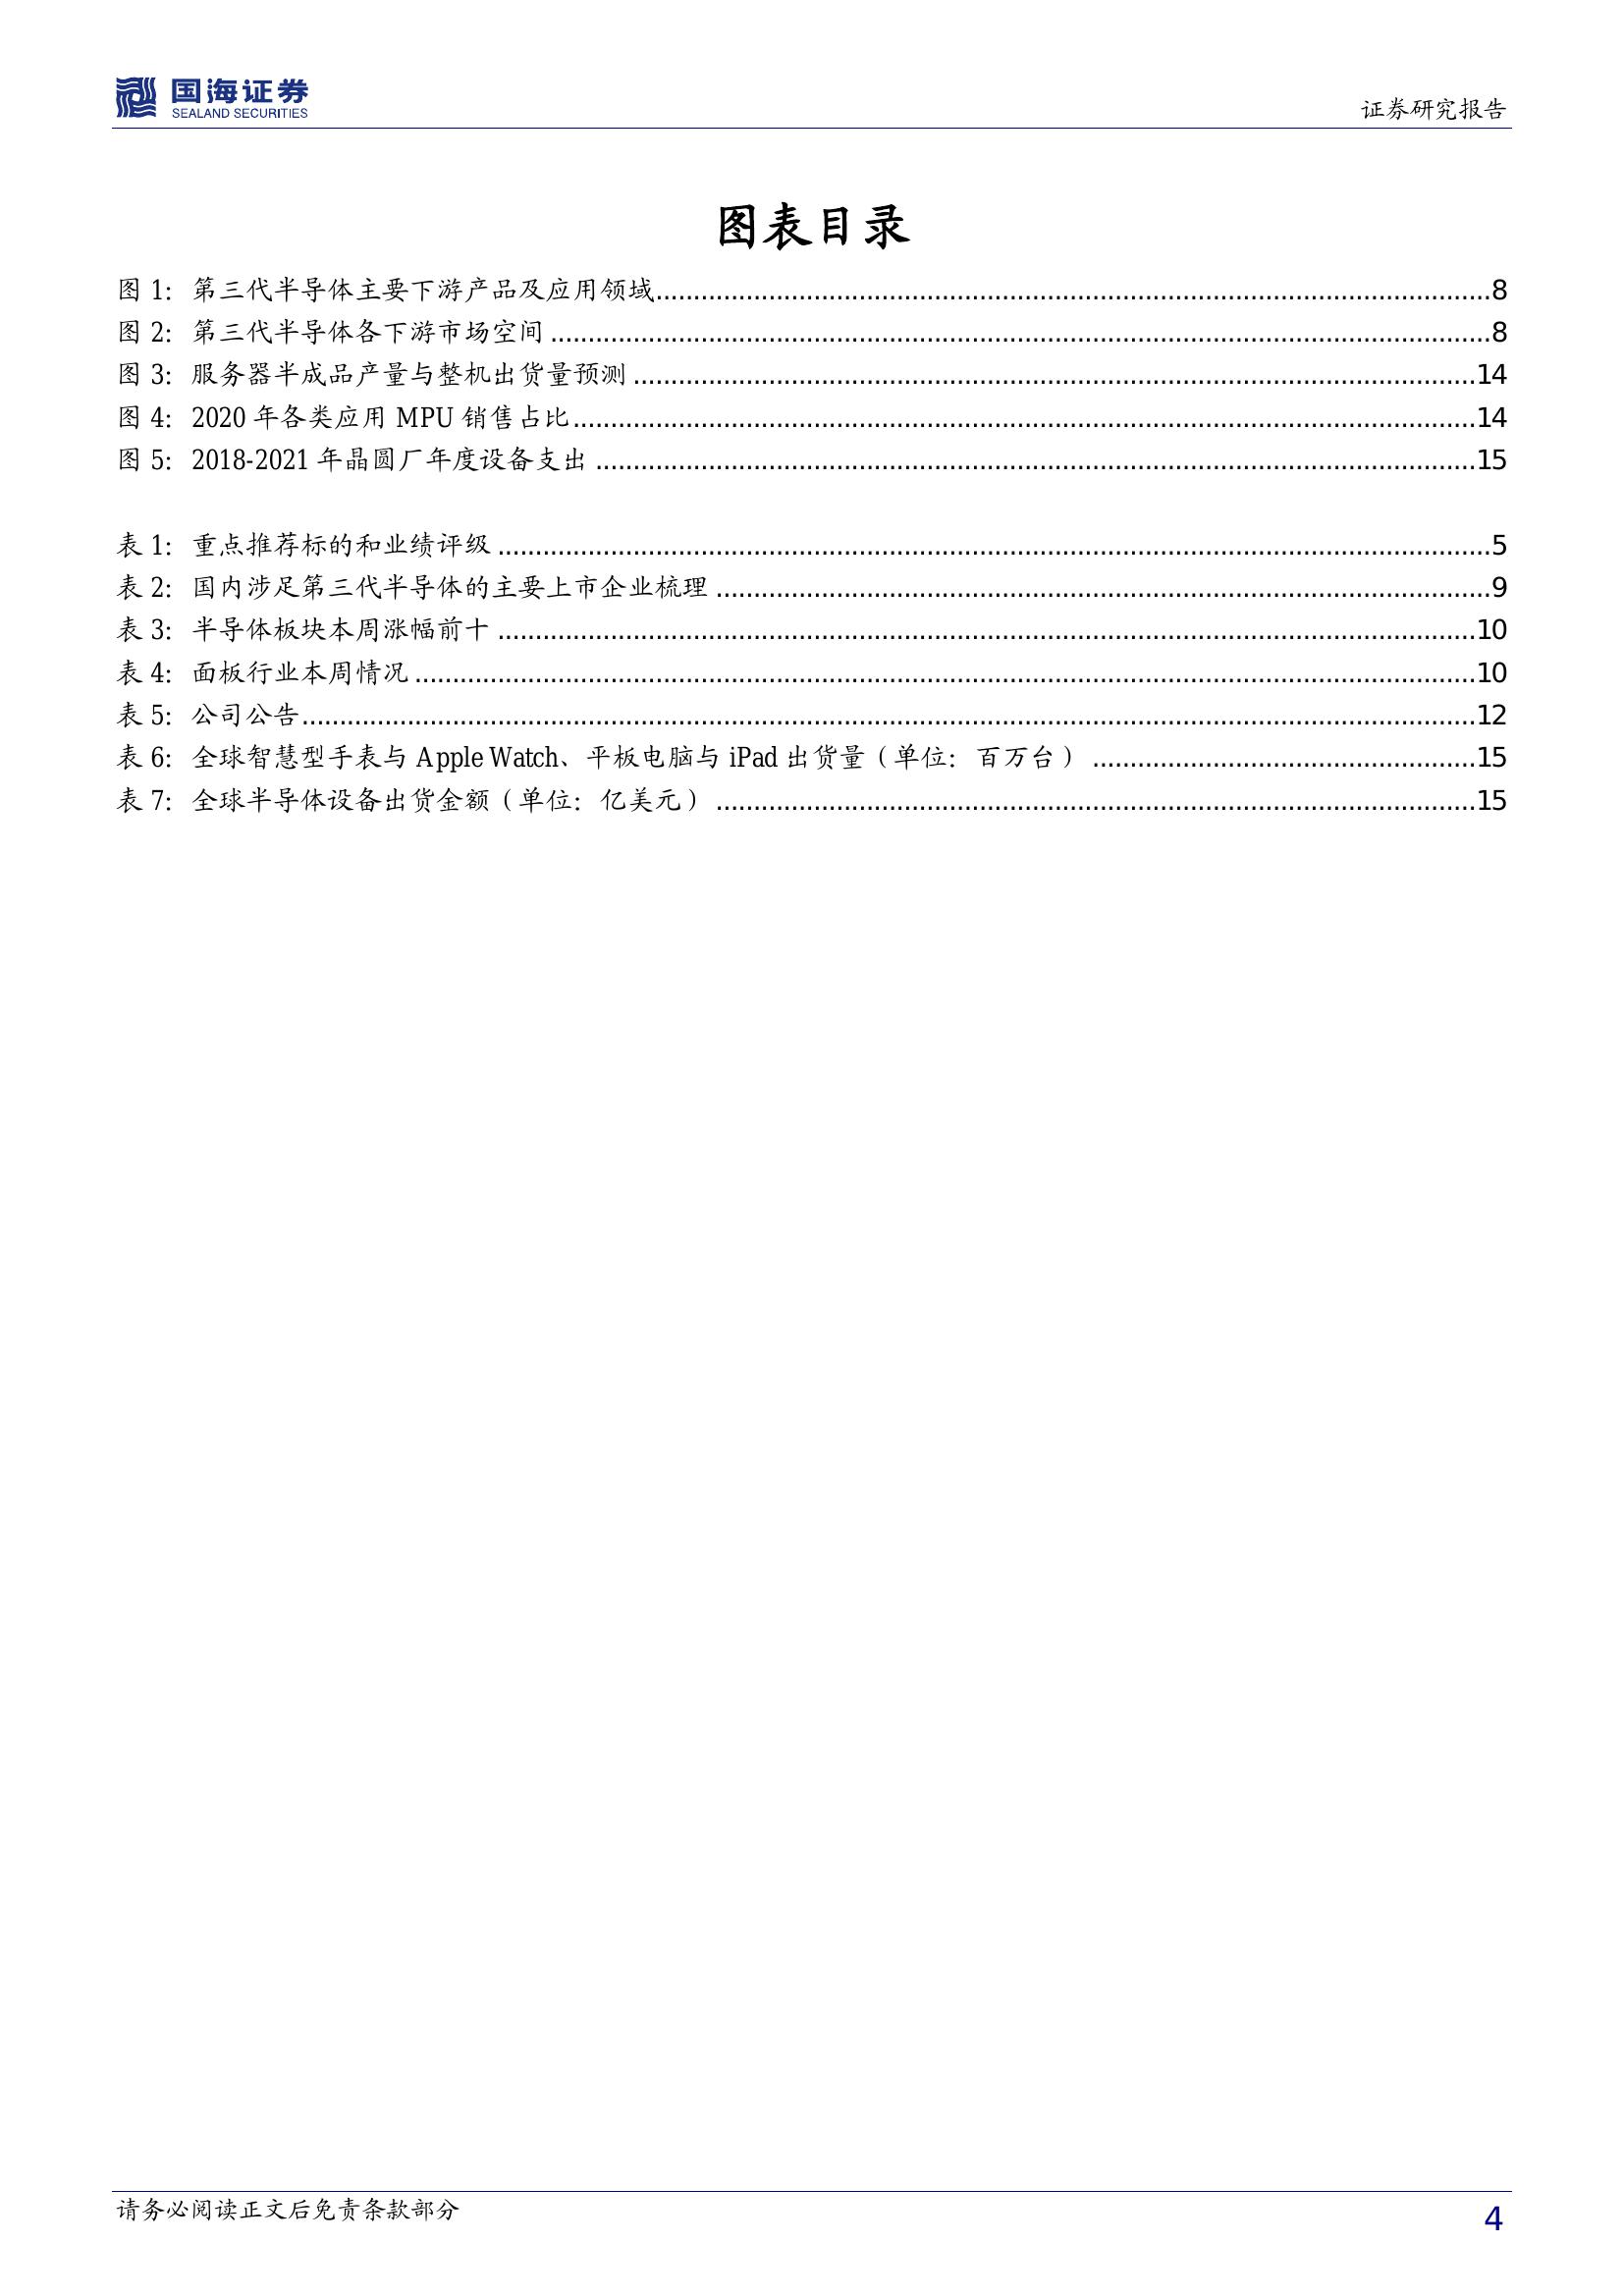 国海证券
SEALAND SECURITIES
证券研究报告
图表目录
图 1：第三代半导体主要下游产品及应用领域........................................8
图 2：第三代半导体各下游市场空间........................................8
图 3：服务器半成品产量与整机出货量预测........................................14
图 4：2020 年各类应用 MPU 销售占比........................................14
图 5：2018-2021 年晶圆厂年度设备支出........................................15
表 1：重点推荐标的和业绩评级........................................5
表 2：国内涉足第三代半导体的主要上市企业梳理........................................9
表 3：半导体板块本周涨幅前十........................................10
表 4：面板行业本周情况........................................10
表 5：公司公告........................................12
表 6：全球智慧型手表与 Apple Watch、平板电脑与 iPad 出货量（单位：百万台）........................................15
表 7：全球半导体设备出货金额（单位：亿美元）........................................15
请务必阅读正文后免责条款部分
4